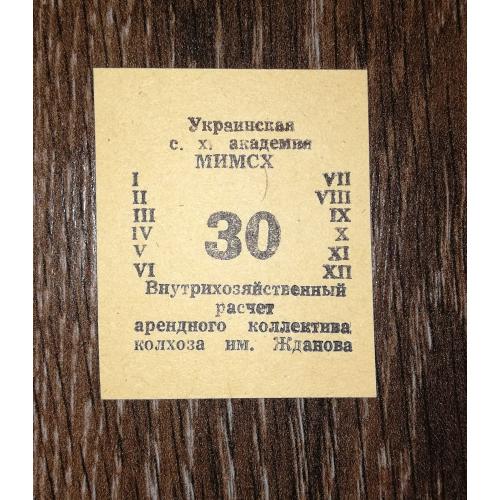 Украинская
с. х. академия
МИМСХ
I VII
II VIII
III IX
IV 30 X
V XI
VI XII
Внутрихозяйственный
расчет
арендного коллектива
колхоза им. Жданова